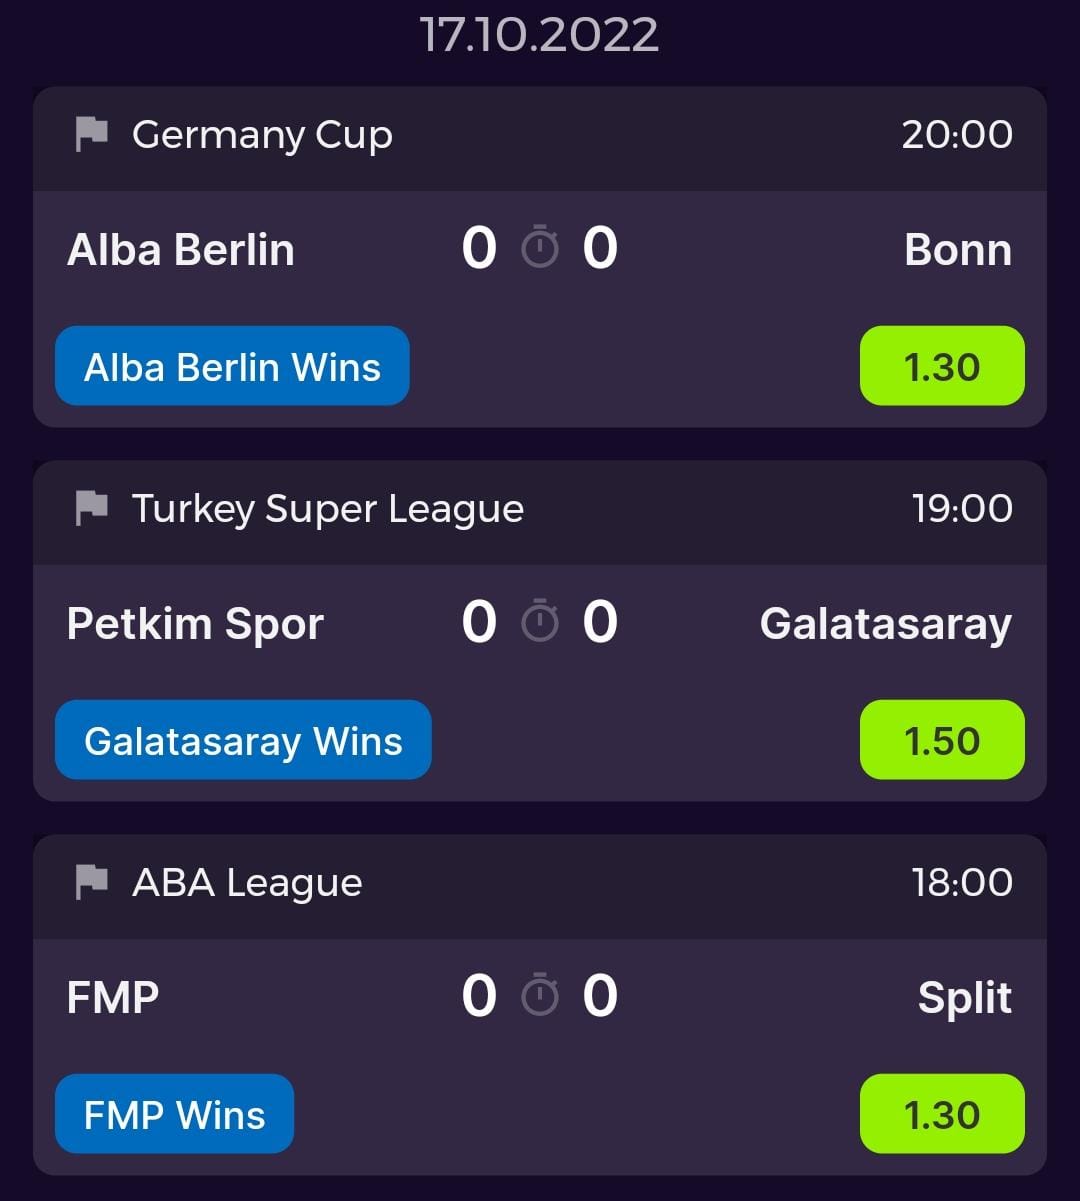 17.10.2022
Germany Cup 20:00
Alba Berlin 0 0 Bonn
Alba Berlin Wins 1.30
Turkey Super League 19:00
Petkim Spor 0 0 Galatasaray
Galatasaray Wins 1.50
ABA League 18:00
FMP 0 0 Split
FMP Wins 1.30